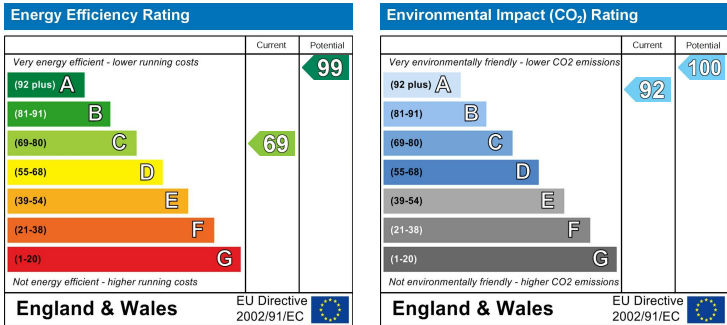 Energy Efficiency Rating
Current Potential
Very energy efficient - lower running costs
(92 plus) A
99
(81-91) B
(69-80) C
69
(55-68) D
(39-54) E
(21-38) F
(1-20) G
Not energy efficient - higher running costs
England & Wales
EU Directive
2002/91/EC
Environmental Impact (CO₂) Rating
Current Potential
Very environmentally friendly - lower CO2 emissions
(92 plus) A
100
92
(81-91) B
(69-80) C
(55-68) D
(39-54) E
(21-38) F
(1-20) G
Not environmentally friendly - higher CO2 emissions
England & Wales
EU Directive
2002/91/EC